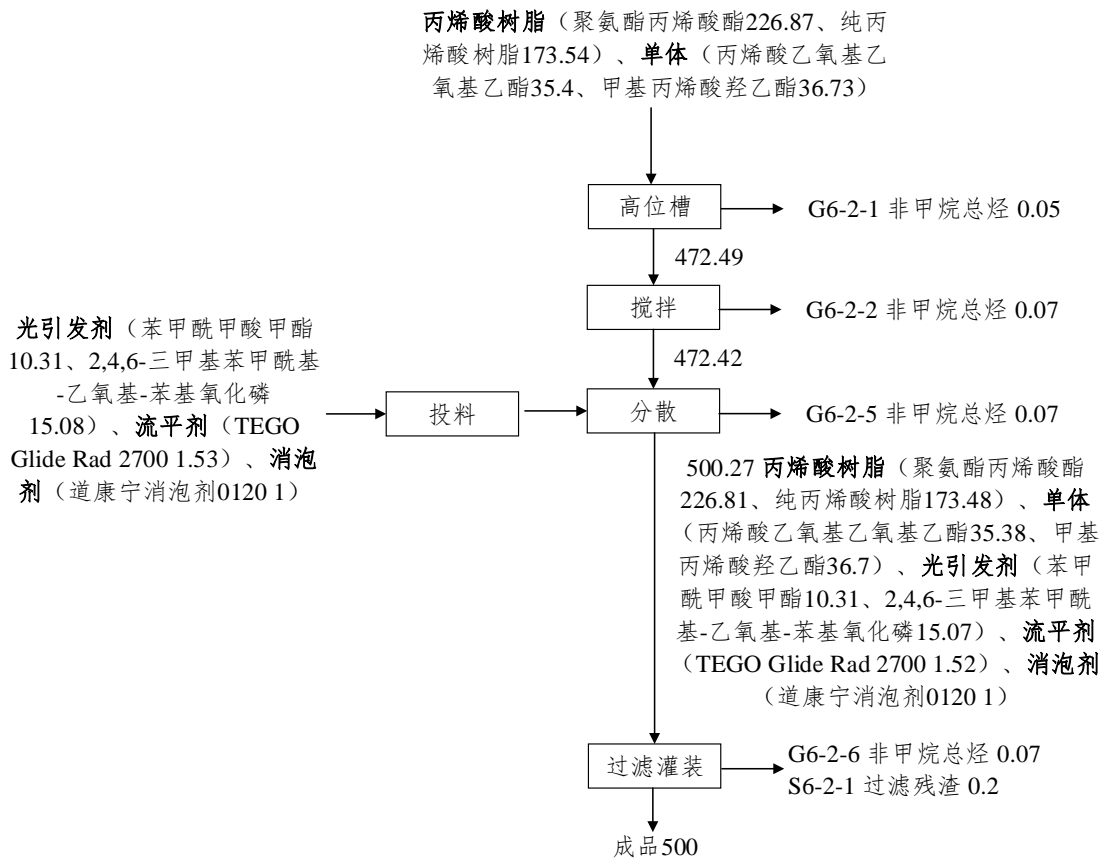 丙烯酸树脂（聚氨酯丙烯酸酯226.87、纯丙
烯酸树脂173.54）、单体（丙烯酸乙氧基乙
氧基乙酯35.4、甲基丙烯酸羟乙酯36.73）
高位槽
G6-2-1 非甲烷总烃 0.05
472.49
搅拌
G6-2-2 非甲烷总烃 0.07
472.42
光引发剂（苯甲酰甲酸甲酯
10.31、2,4,6-三甲基苯甲酰基
-乙氧基-苯基氧化磷
15.08）、流平剂（TEGO
Glide Rad 2700 1.53）、消泡
剂（道康宁消泡剂0120 1）
投料
分散
G6-2-5 非甲烷总烃 0.07
500.27 丙烯酸树脂（聚氨酯丙烯酸酯
226.81、纯丙烯酸树脂173.48）、单体
（丙烯酸乙氧基乙氧基乙酯35.38、甲基
丙烯酸羟乙酯36.7）、光引发剂（苯甲
酰甲酸甲酯10.31、2,4,6-三甲基苯甲酰
基-乙氧基-苯基氧化磷15.07）、流平剂
（TEGO Glide Rad 2700 1.52）、消泡剂
（道康宁消泡剂0120 1）
过滤灌装
G6-2-6 非甲烷总烃 0.07
S6-2-1 过滤残渣 0.2
成品500